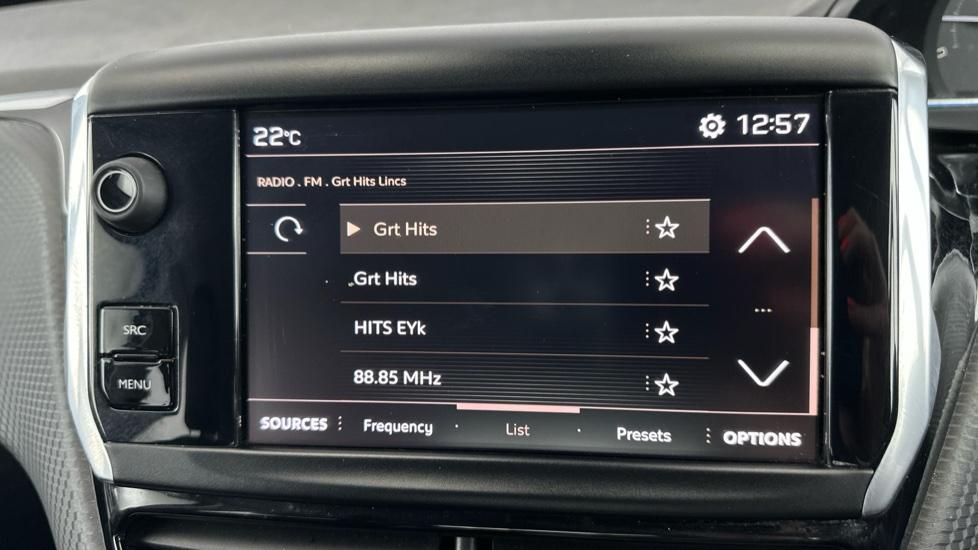 22°C 12:57
RADIO . FM . Grt Hits Lincs
Grt Hits
Grt Hits
SRC
HITS EYk
MENU
88.85 MHz
SOURCES Frequency List Presets OPTIONS